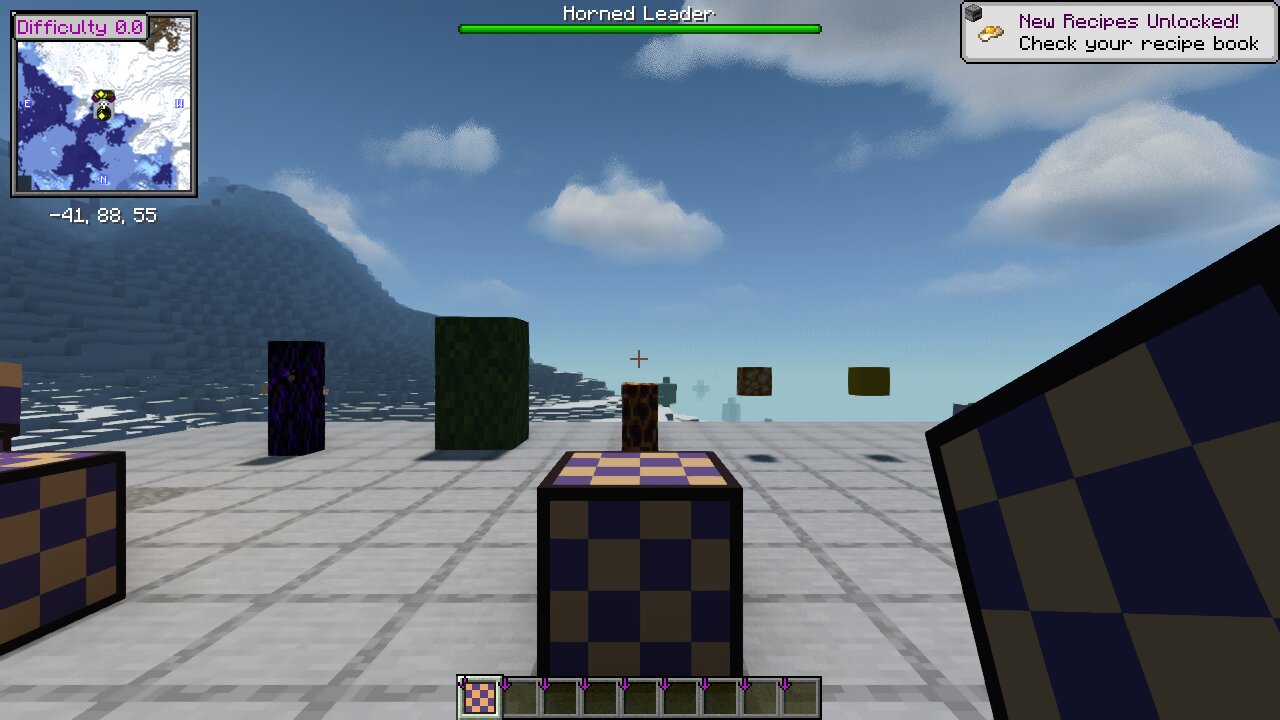 Difficulty 0.0
E
W
N
-41, 88, 55
Horned Leader
New Recipes Unlocked!
Check your recipe book